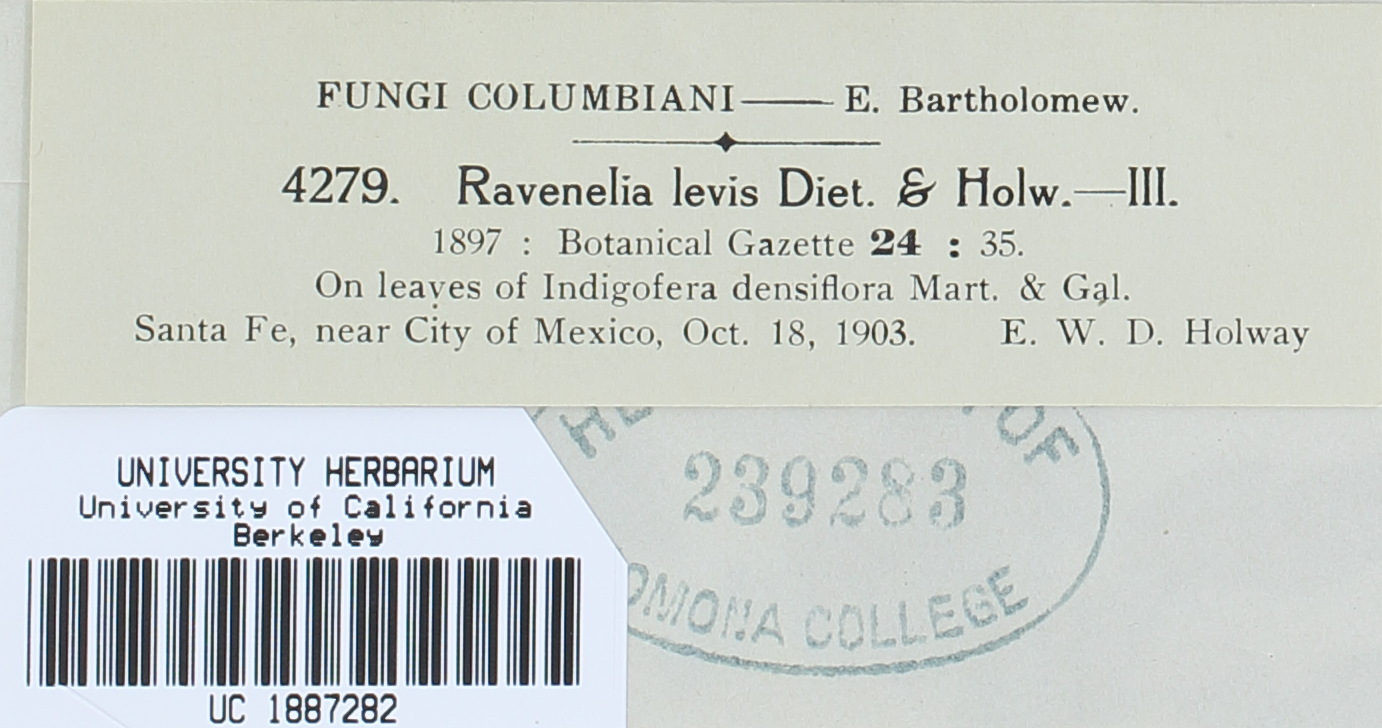 FUNGI COLUMBIANI—— E. Bartholomew.
4279. Ravenelia levis Diet. & Holw.—III.
1897 : Botanical Gazette 24 : 35.
On leaves of Indigofera densiflora Mart. & Gal.
Santa Fe, near City of Mexico, Oct. 18, 1903. E. W. D. Holway
OF
239283
COLLEGE
UNIVERSITY HERBARIUM
University of California
Berkeley
UC 1887282